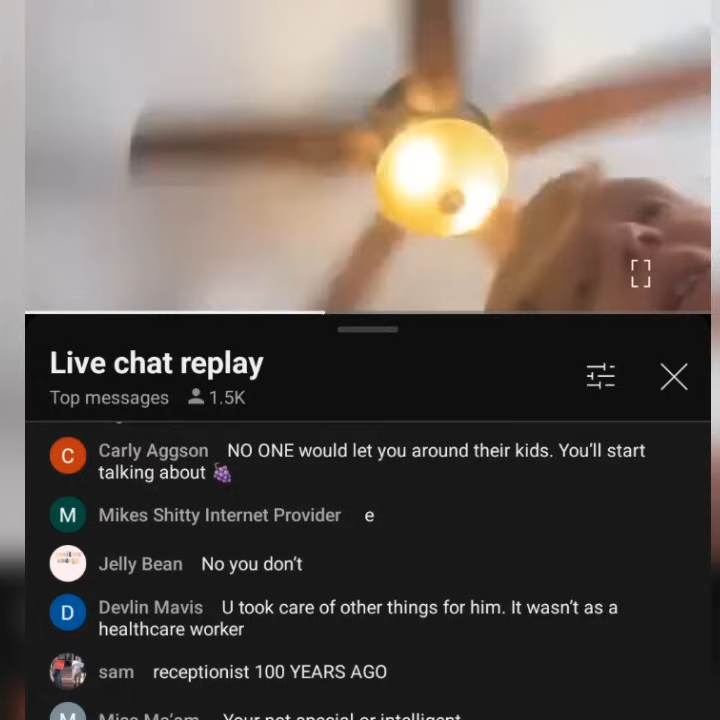 Live chat replay
Top messages 1.5K
C Carly Aggson NO ONE would let you around their kids. You'll start
talking about 🍇
M Mikes Shitty Internet Provider e
Jelly Bean No you don't
D Devlin Mavis U took care of other things for him. It wasn't as a
healthcare worker
sam receptionist 100 YEARS AGO
M Miss Ma'am Your not special or intelligent